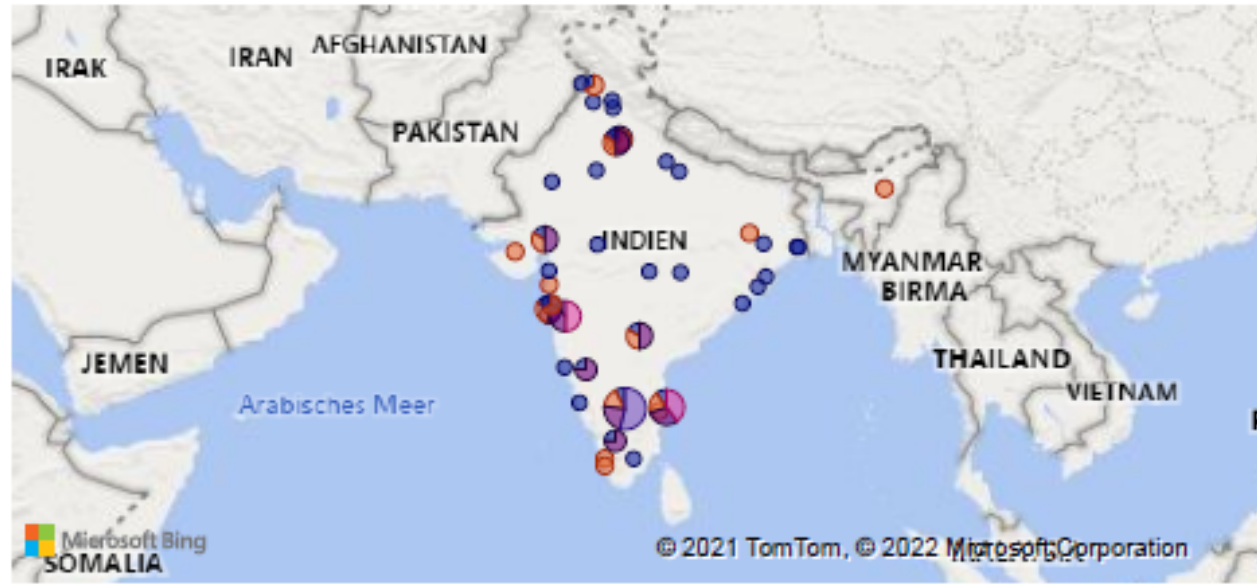 AFGHANISTAN
IRAN
IRAK
PAKISTAN
INDIEN
MYANMAR
BIRMA
JEMEN
THAILAND
VIETNAM
Arabisches Meer
Microsoft Bing
© 2021 TomTom, © 2022 Microsoft Corporation
SOMALIA